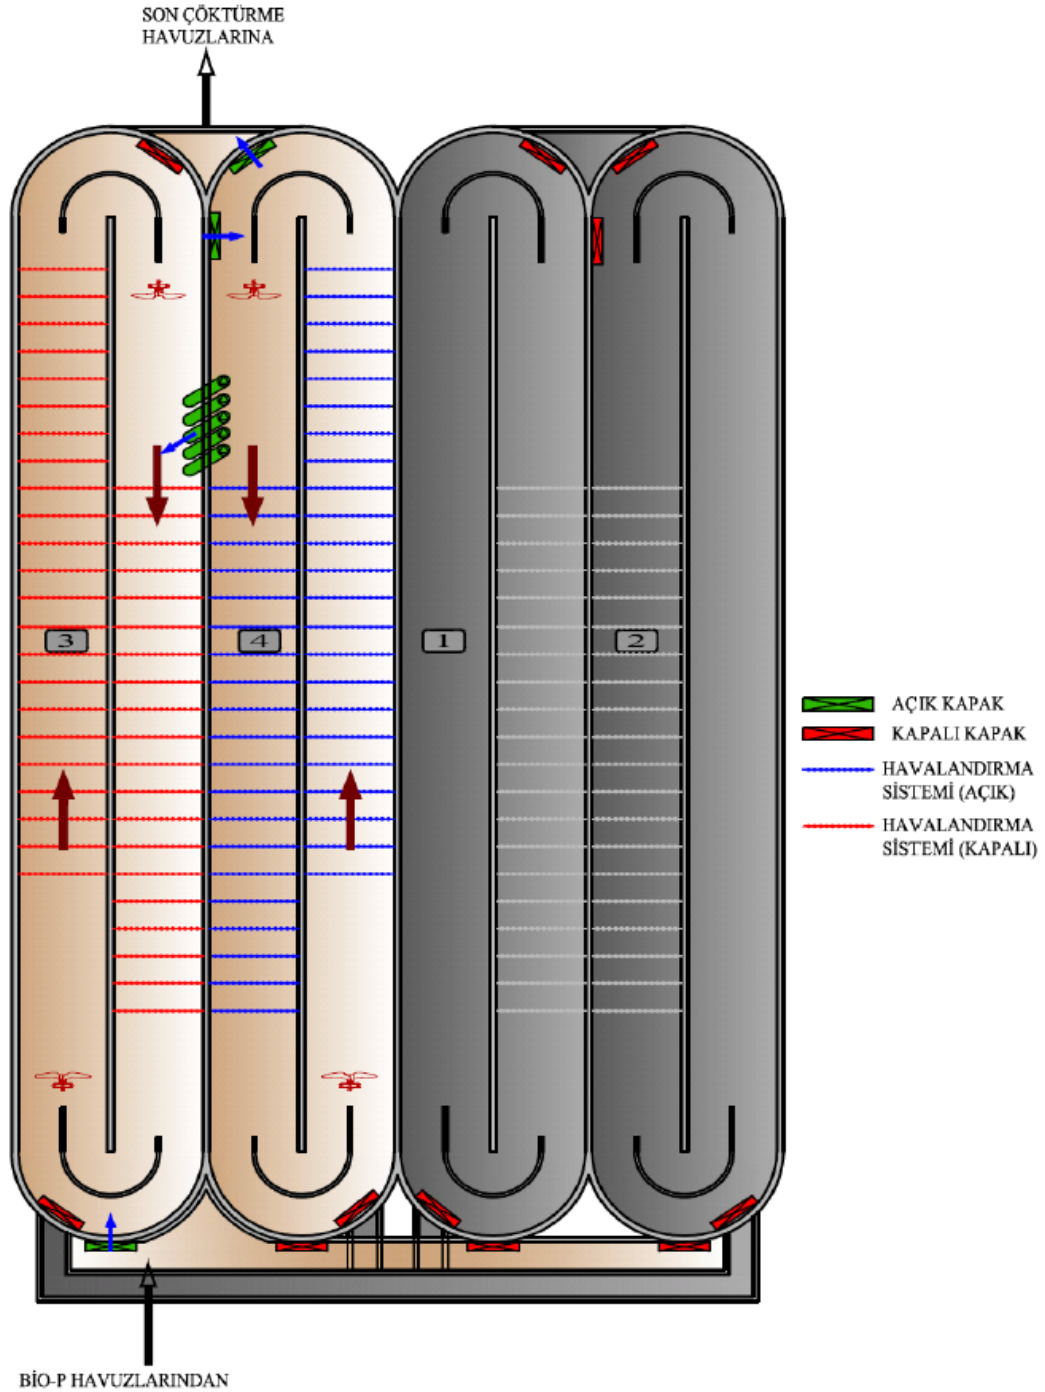 SON ÇÖKTÜRME
HAVUZLARINA
3
4
1
2
AÇIK KAPAK
KAPALI KAPAK
HAVALANDIRMA
SİSTEMİ (AÇIK)
HAVALANDIRMA
SİSTEMİ (KAPALI)
BİO-P HAVUZLARINDAN